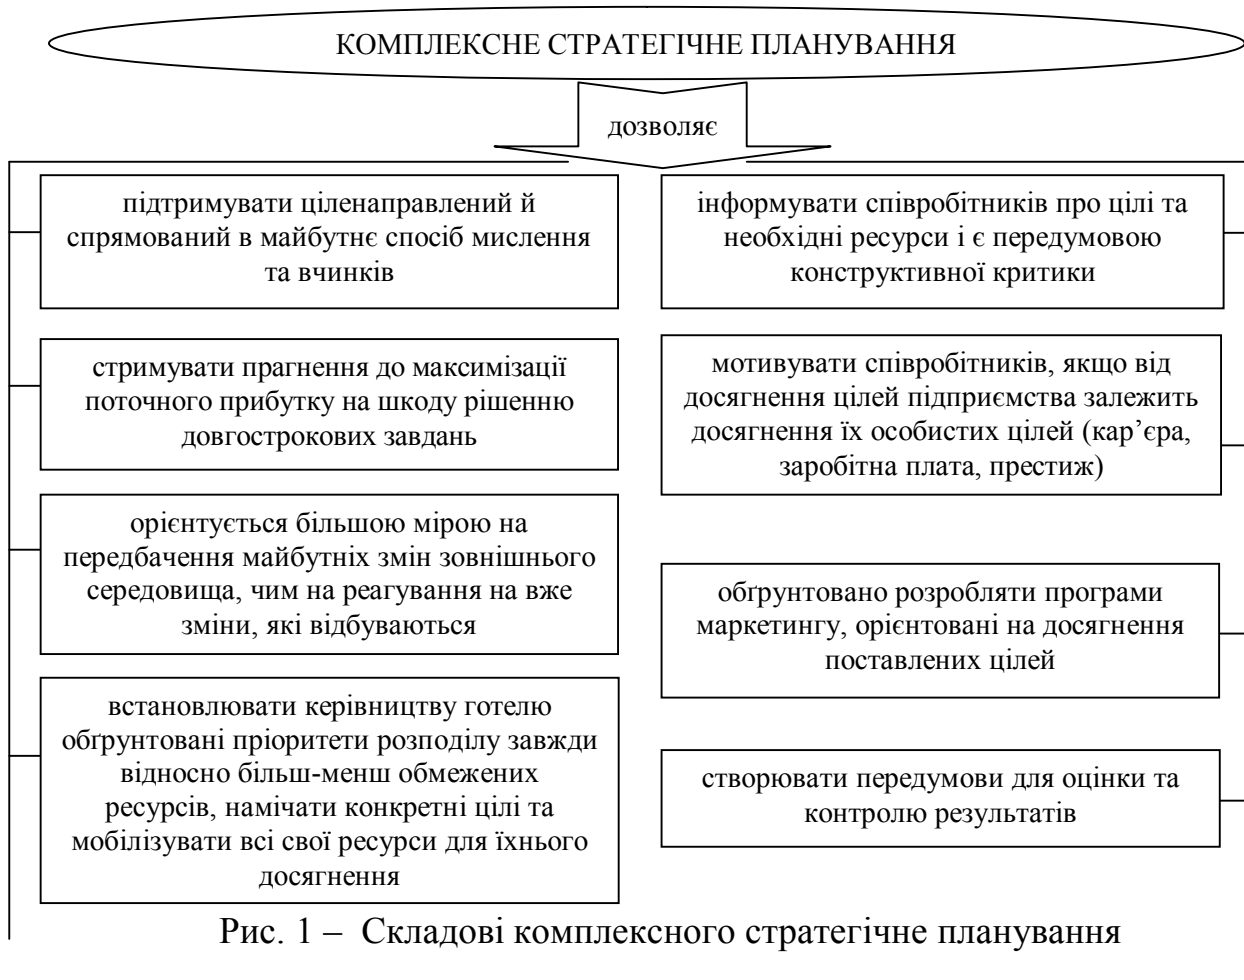 КОМПЛЕКСНЕ СТРАТЕГІЧНЕ ПЛАНУВАННЯ
дозволяє
підтримувати ціленаправлений й
спрямований в майбутнє спосіб мислення
та вчинків
стримувати прагнення до максимізації
поточного прибутку на шкоду рішенню
довгострокових завдань
орієнтується більшою мірою на
передбачення майбутніх змін зовнішнього
середовища, чим на реагування на вже
зміни, які відбуваються
встановлювати керівництву готелю
обґрунтовані пріоритети розподілу завжди
відносно більш-менш обмежених
ресурсів, намічати конкретні цілі та
мобілізувати всі свої ресурси для їхнього
досягнення
інформувати співробітників про цілі та
необхідні ресурси і є передумовою
конструктивної критики
мотивувати співробітників, якщо від
досягнення цілей підприємства залежить
досягнення їх особистих цілей (кар’єра,
заробітна плата, престиж)
обґрунтовано розробляти програми
маркетингу, орієнтовані на досягнення
поставлених цілей
створювати передумови для оцінки та
контролю результатів
Рис. 1 – Складові комплексного стратегічне планування